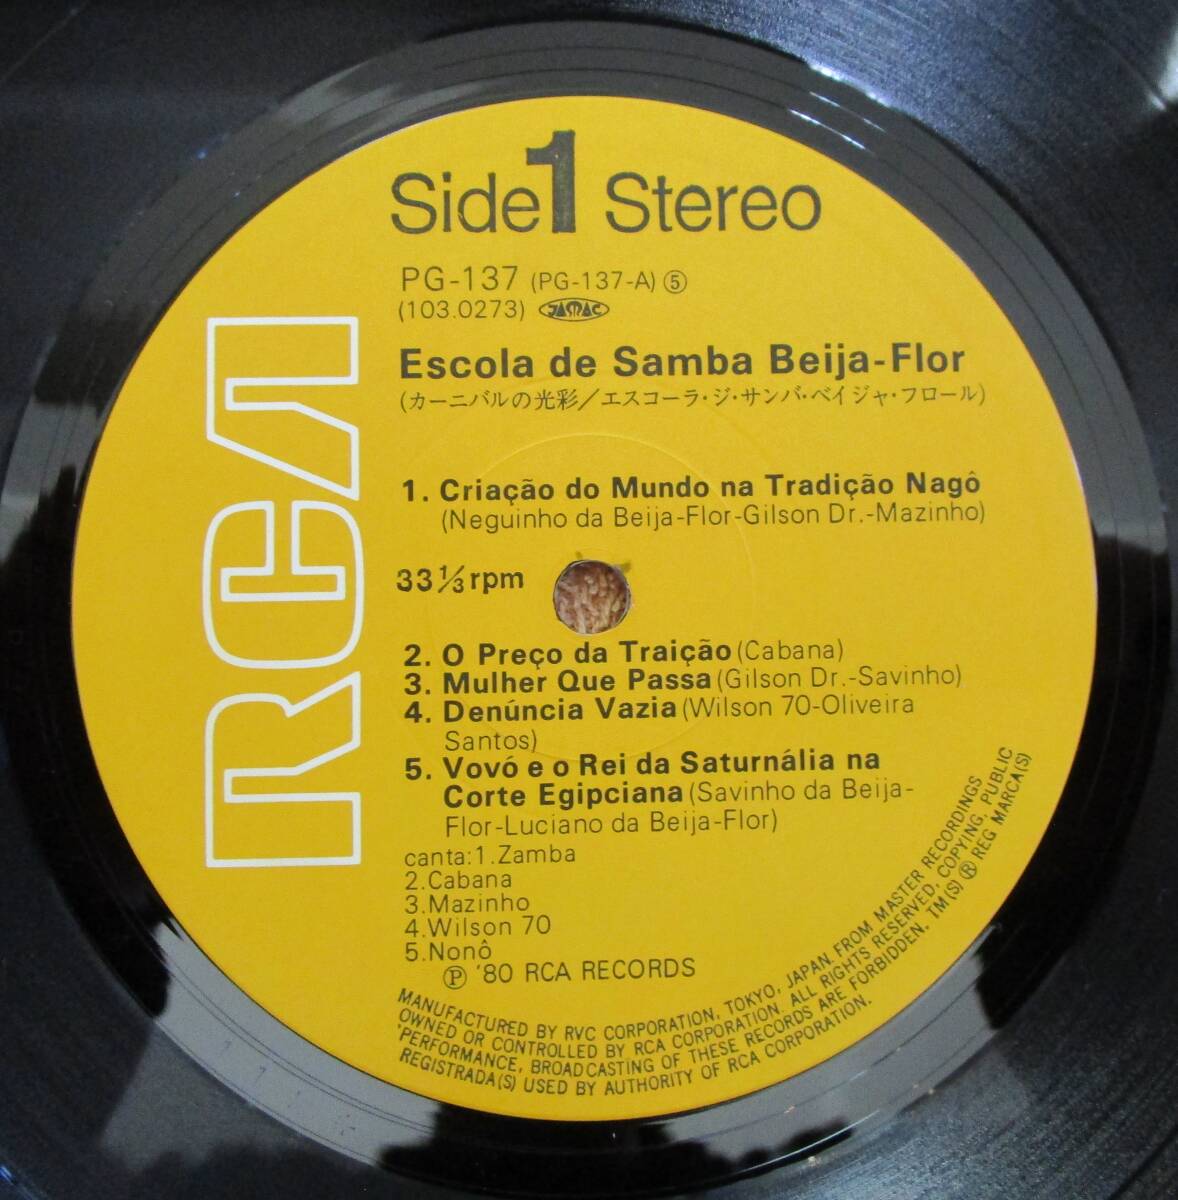 Side 1 Stereo
PG-137 (PG-137-A) ⑤
(103.0273) JASRAC
Escola de Samba Beija-Flor
(カーニバルの光彩/エスコーラ・ジ・サンバ・ベイジャ・フロール)
1. Criação do Mundo na Tradição Nagô
(Neguinho da Beija-Flor-Gilson Dr.-Mazinho)
33 1/3 rpm
2. O Preço da Traição (Cabana)
3. Mulher Que Passa (Gilson Dr.-Savinho)
4. Denúncia Vazia (Wilson 70-Oliveira
Santos)
5. Vovó e o Rei da Saturnália na
Corte Egipciana (Savinho da Beija-
Flor-Luciano da Beija-Flor)
canta: 1. Zamba
2. Cabana
3. Mazinho
4. Wilson 70
5. Nonô
Ⓟ '80 RCA RECORDS
MANUFACTURED BY RVC CORPORATION, TOKYO, JAPAN. FROM MASTER RECORDINGS
OWNED OR CONTROLLED BY RCA CORPORATION. ALL RIGHTS RESERVED, COPYING, PUBLIC
PERFORMANCE, BROADCASTING OF THESE RECORDS ARE FORBIDDEN. TM(S) ® REG MARCA(S)
REGISTRADA(S) USED BY AUTHORITY OF RCA CORPORATION.
RCA